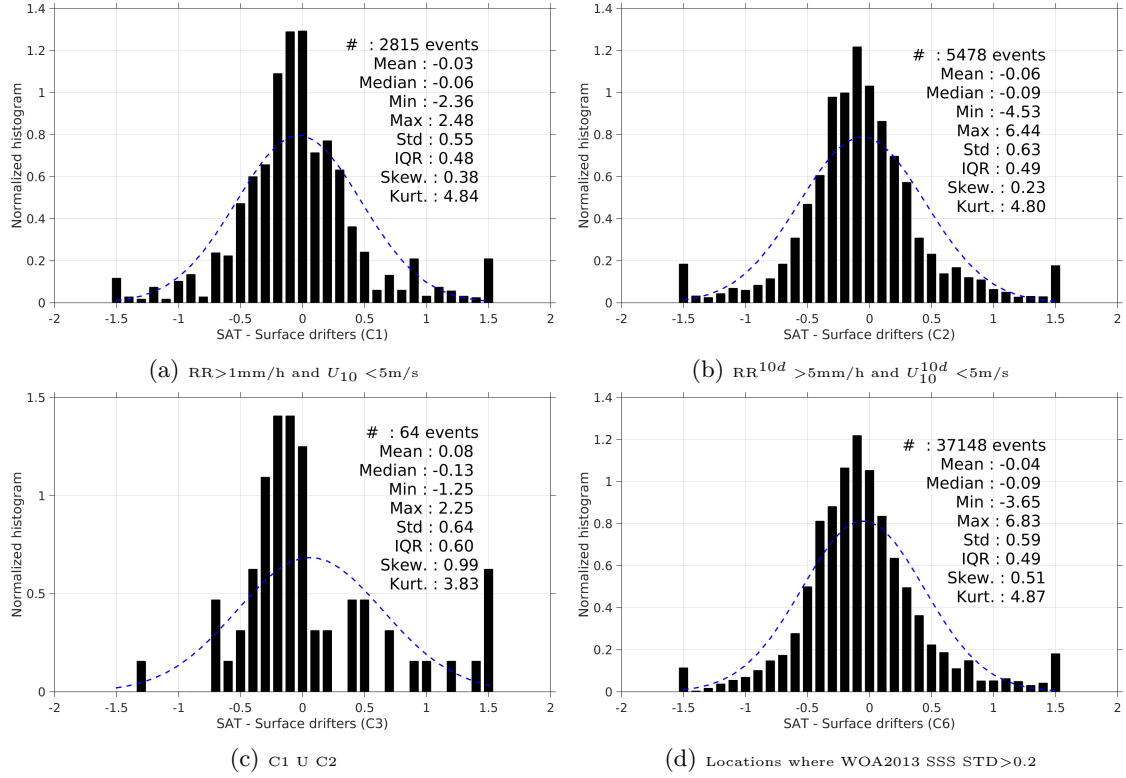 1.4
1.2
1
0.8
0.6
0.4
0.2
0
-2
-1.5
-1
-0.5
0
0.5
1
1.5
2
Normalized histogram
SAT - Surface drifters (C1)
# : 2815 events
Mean : -0.03
Median : -0.06
Min : -2.36
Max : 2.48
Std : 0.55
IQR : 0.48
Skew. : 0.38
Kurt. : 4.84
(a) RR>1mm/h and U10 <5m/s
1.4
1.2
1
0.8
0.6
0.4
0.2
0
-2
-1.5
-1
-0.5
0
0.5
1
1.5
2
Normalized histogram
SAT - Surface drifters (C2)
# : 5478 events
Mean : -0.06
Median : -0.09
Min : -4.53
Max : 6.44
Std : 0.63
IQR : 0.49
Skew. : 0.23
Kurt. : 4.80
(b) RR10d >5mm/h and U10d10 <5m/s
1.5
1
0.5
0
-2
-1.5
-1
-0.5
0
0.5
1
1.5
2
Normalized histogram
SAT - Surface drifters (C3)
# : 64 events
Mean : 0.08
Median : -0.13
Min : -1.25
Max : 2.25
Std : 0.64
IQR : 0.60
Skew. : 0.99
Kurt. : 3.83
(c) C1 U C2
1.4
1.2
1
0.8
0.6
0.4
0.2
0
-2
-1.5
-1
-0.5
0
0.5
1
1.5
2
Normalized histogram
SAT - Surface drifters (C6)
# : 37148 events
Mean : -0.04
Median : -0.09
Min : -3.65
Max : 6.83
Std : 0.59
IQR : 0.49
Skew. : 0.51
Kurt. : 4.87
(d) Locations where WOA2013 SSS STD>0.2